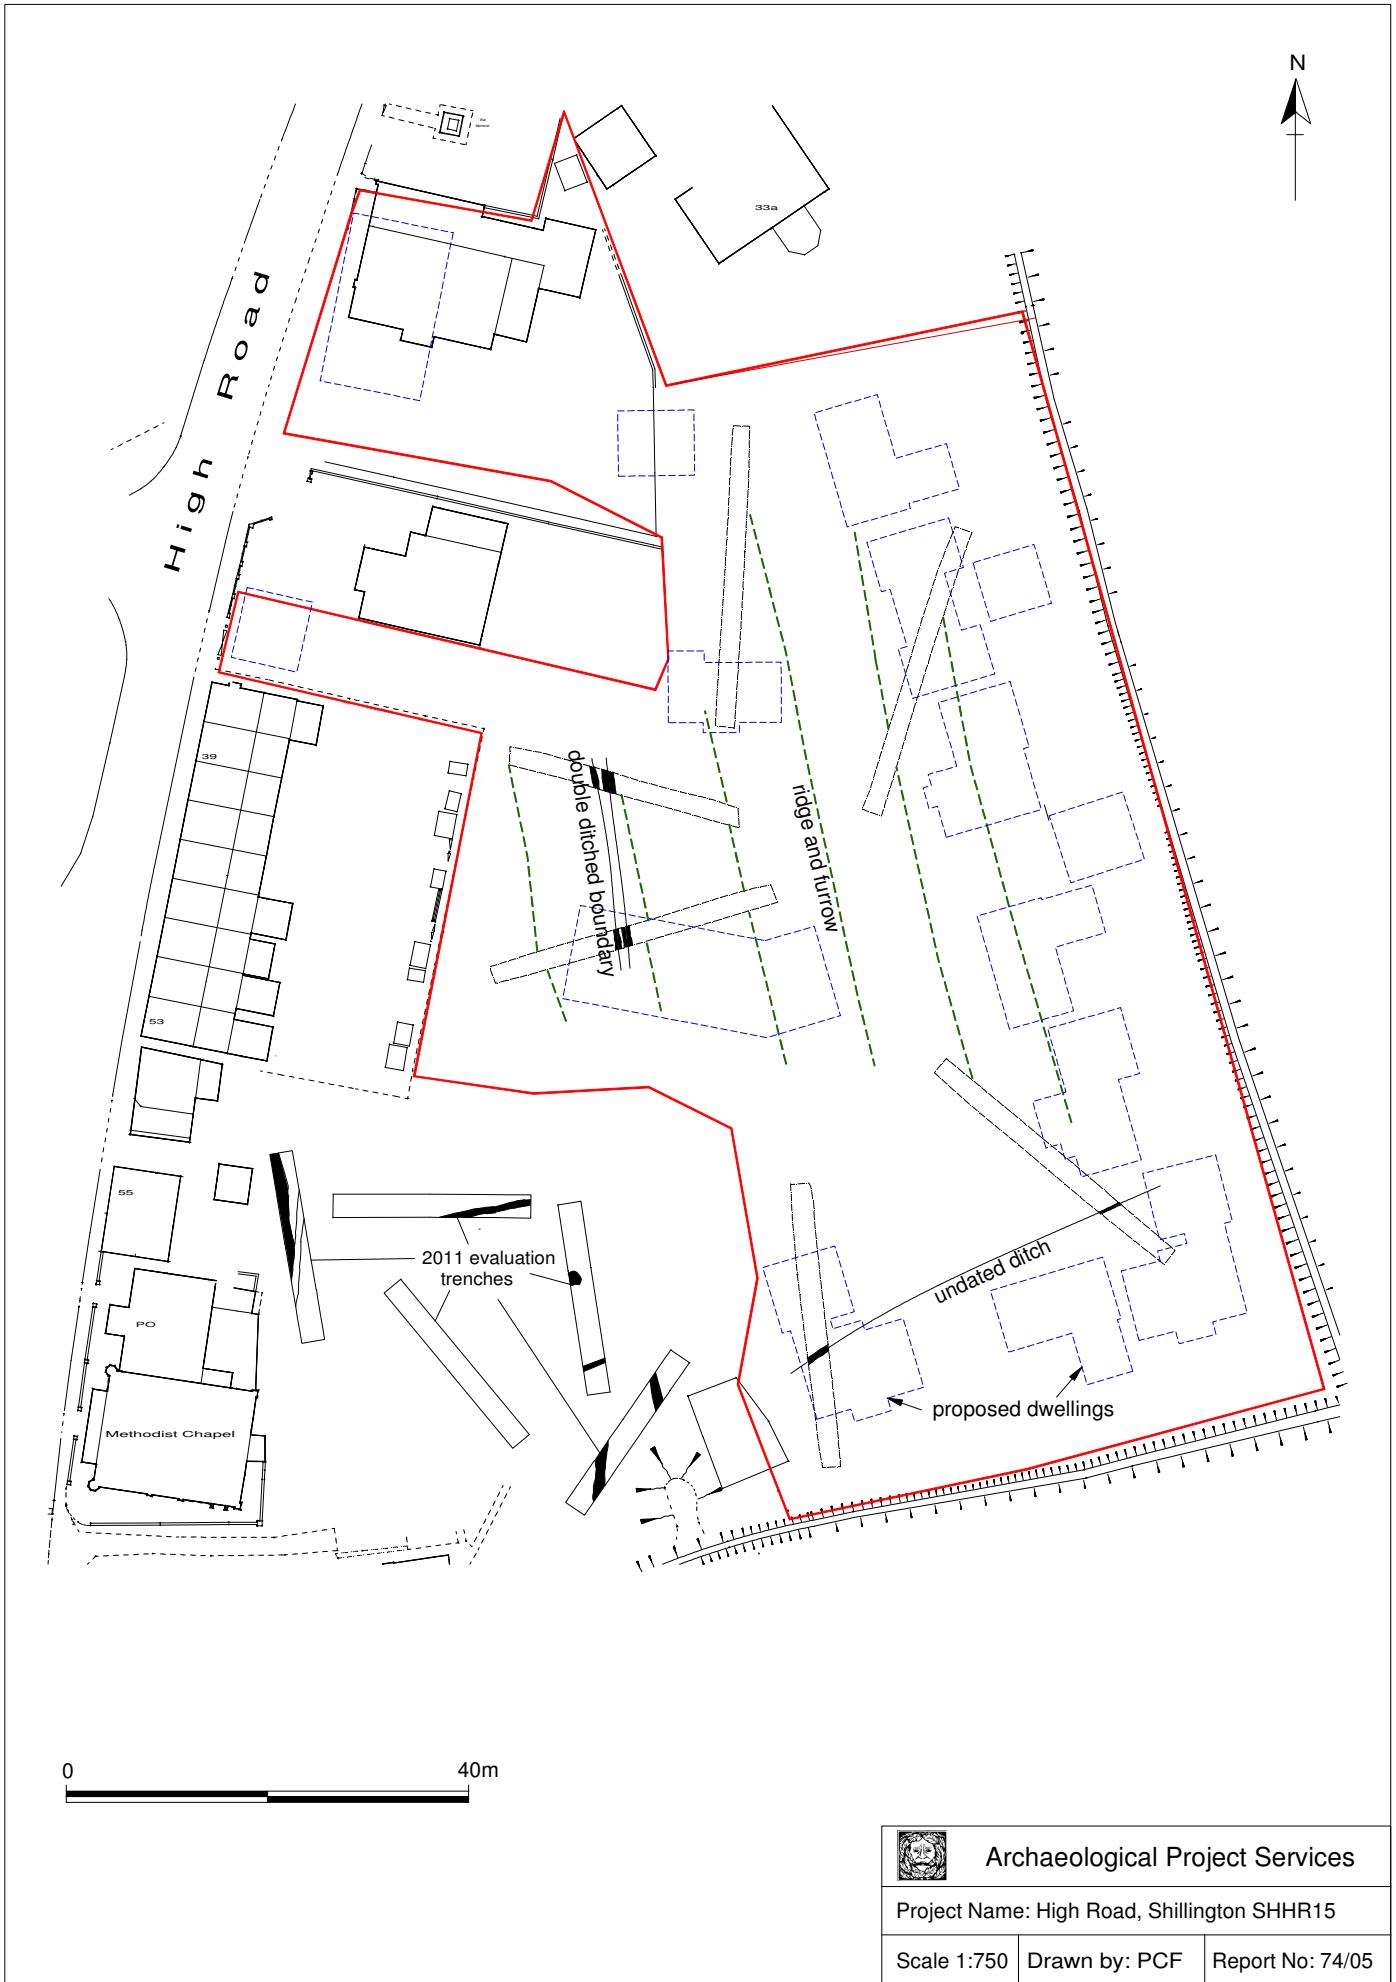 N
War
Memorial
33a
High Road
39
double ditched boundary
ridge and furrow
53
55
2011 evaluation
trenches
undated ditch
PO
proposed dwellings
Methodist Chapel
0
40m
Archaeological Project Services
Project Name: High Road, Shillington SHHR15
Scale 1:750
Drawn by: PCF
Report No: 74/05